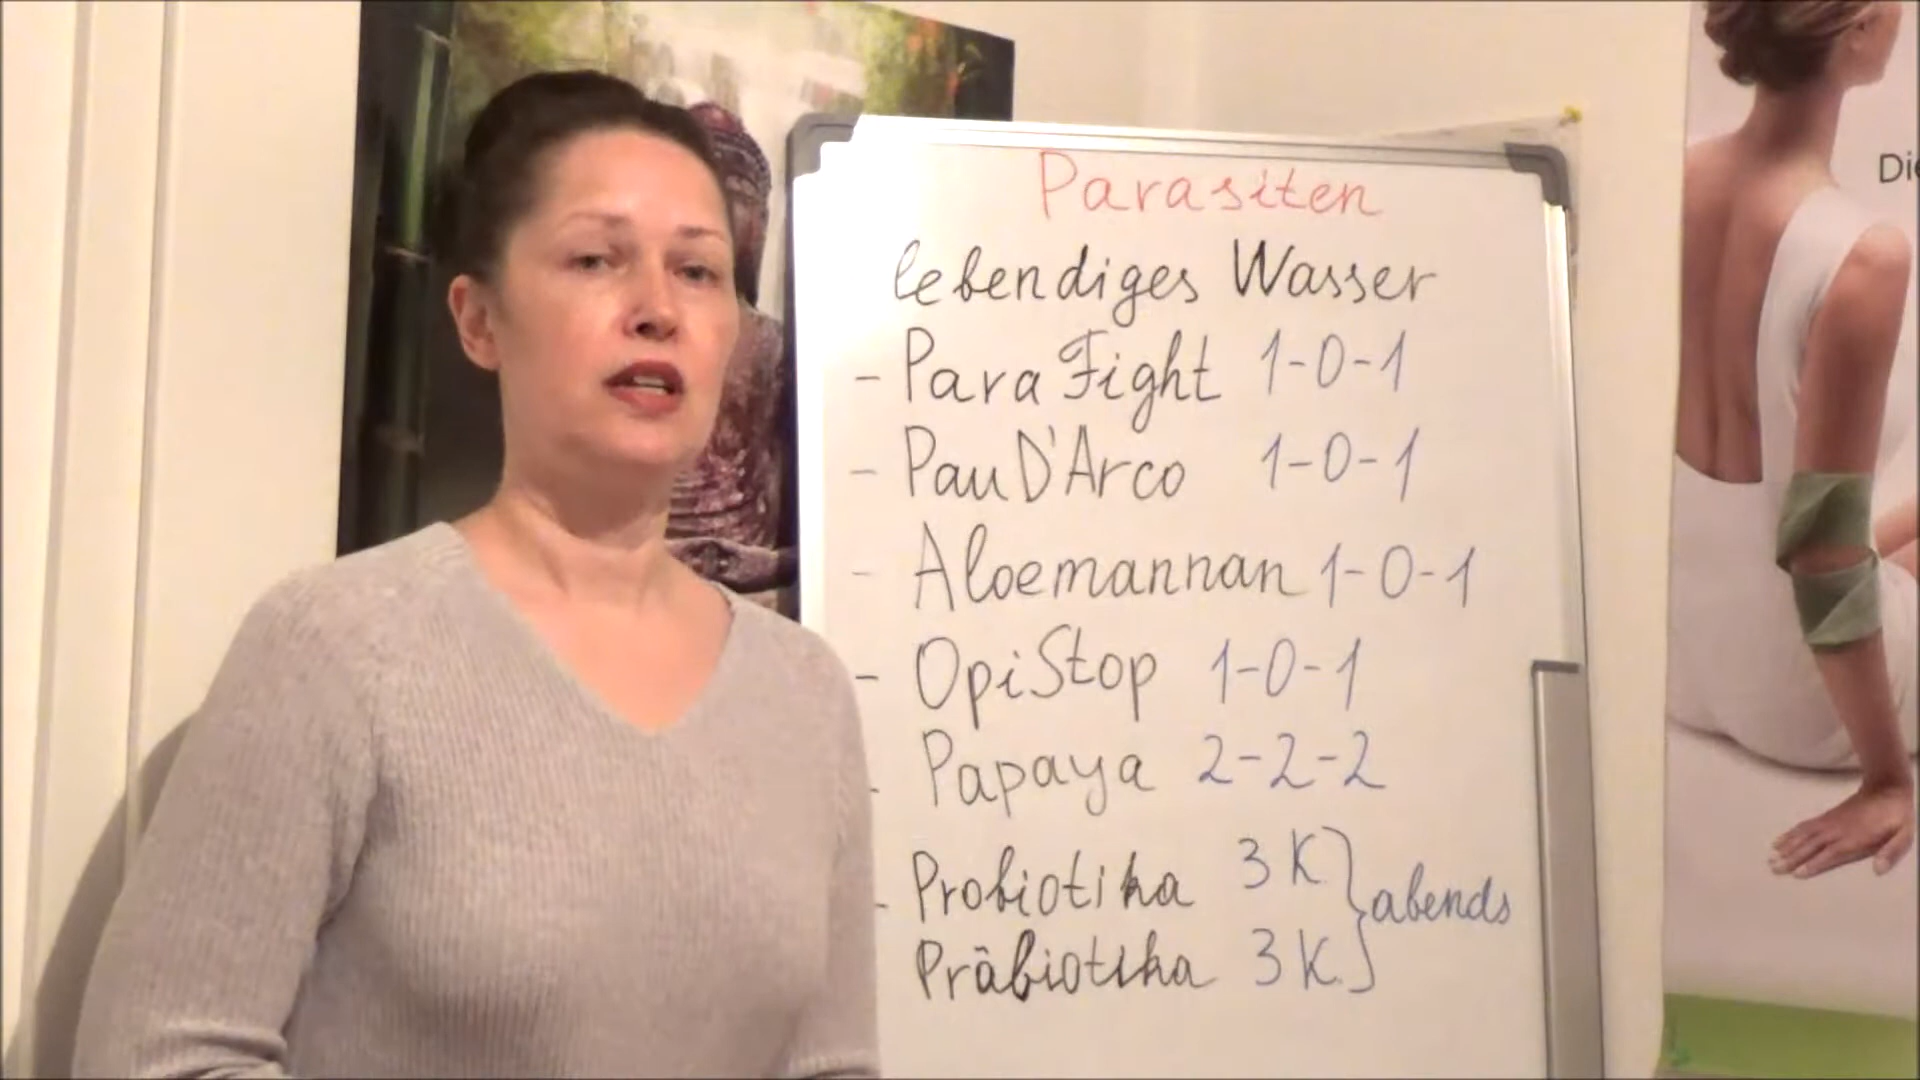 Parasiten
lebendiges Wasser
- ParaFight 1-0-1
- Pau D'Arco 1-0-1
- Aloemannan 1-0-1
- OpiStop 1-0-1
- Papaya 2-2-2
- Probiotika 3 K.
Präbiotika 3 K.
} abends